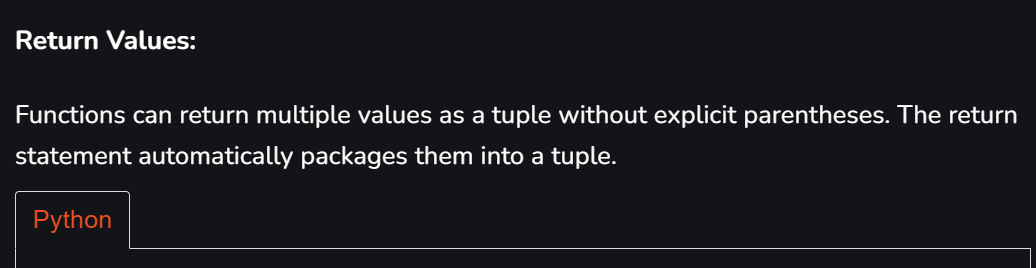 Return Values:
Functions can return multiple values as a tuple without explicit parentheses. The return
statement automatically packages them into a tuple.
Python